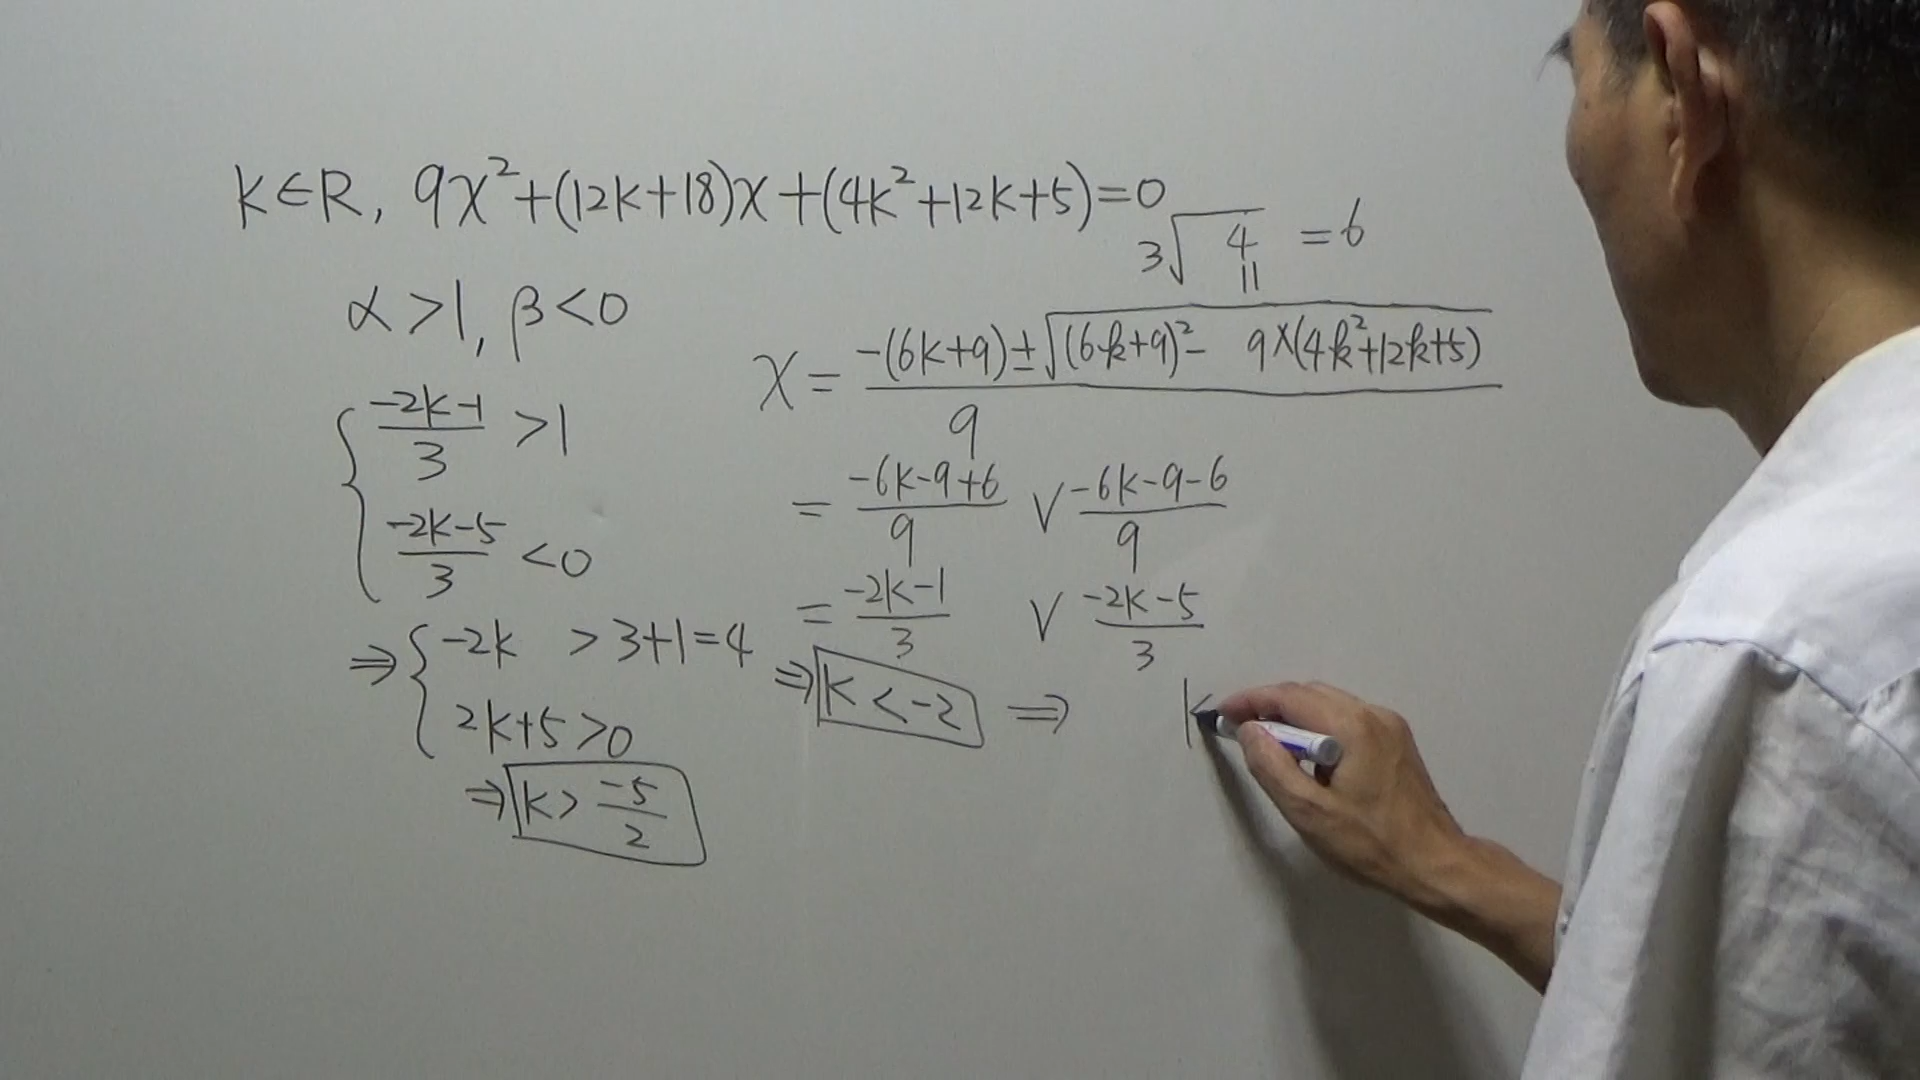 k∈R, 9x²+(12k+18)x+(4k²+12k+5)=0
3√4 = 6
||
α>1, β<0
x = (-(6k+9)±√((6k+9)²- 9×(4k²+12k+5)))/9
{ (-2k-1)/3 >1
(-2k-5)/3 <0
= (-6k-9+6)/9 ∨ (-6k-9-6)/9
= (-2k-1)/3 ∨ (-2k-5)/3
⇒ { -2k > 3+1=4 ⇒ k<-2 ⇒ k
2k+5>0
⇒ k> -5/2